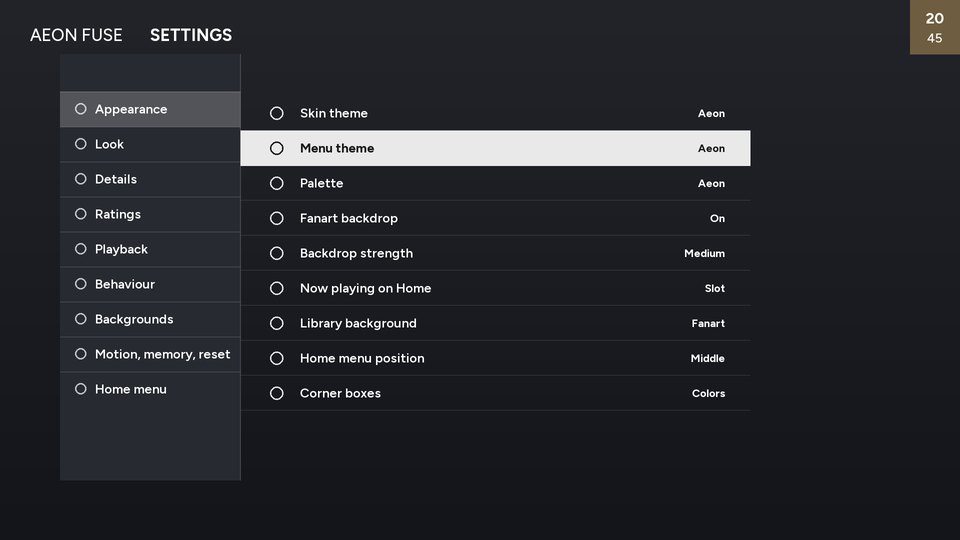 AEON FUSE SETTINGS
20
45
Appearance
Look
Details
Ratings
Playback
Behaviour
Backgrounds
Motion, memory, reset
Home menu
Skin theme Aeon
Menu theme Aeon
Palette Aeon
Fanart backdrop On
Backdrop strength Medium
Now playing on Home Slot
Library background Fanart
Home menu position Middle
Corner boxes Colors